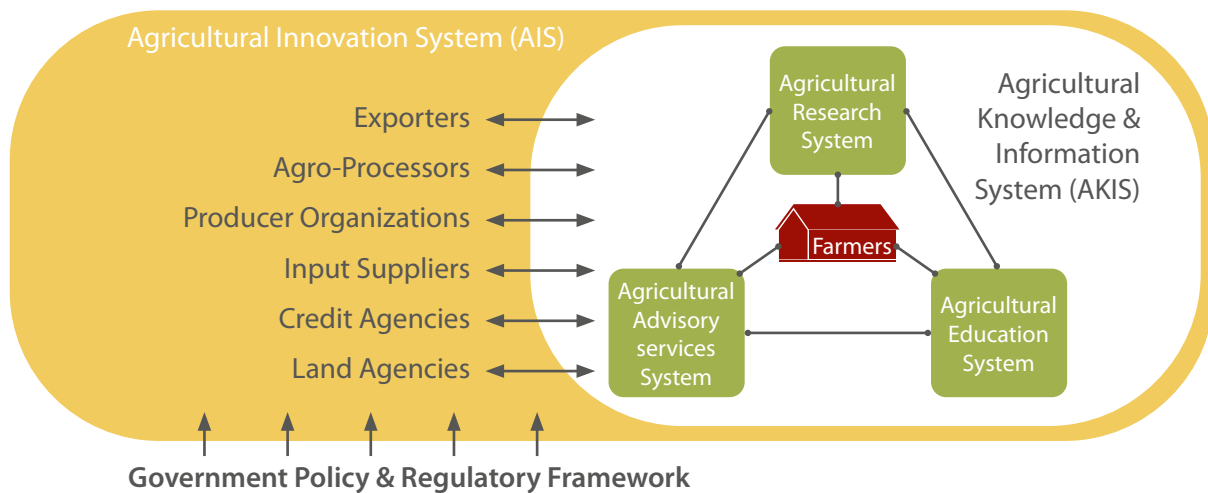 Agricultural Innovation System (AIS)
Exporters
Agro-Processors
Producer Organizations
Input Suppliers
Credit Agencies
Land Agencies
Agricultural
Research
System
Agricultural
Knowledge &
Information
System (AKIS)
Farmers
Agricultural
Advisory
services
System
Agricultural
Education
System
Government Policy & Regulatory Framework